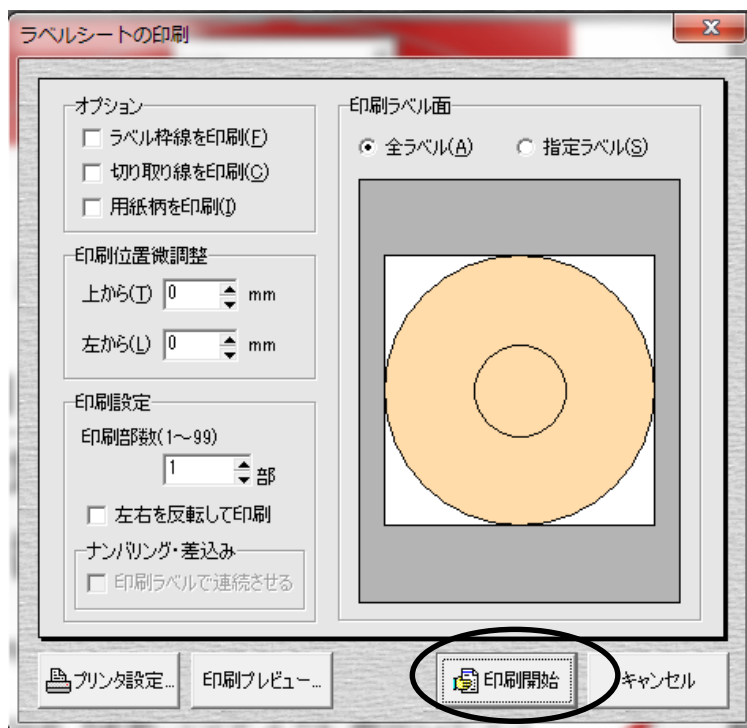 ラベルシートの印刷
オプション
ラベル枠線を印刷(F)
切り取り線を印刷(C)
用紙柄を印刷(I)
印刷位置微調整
上から(T) 0 mm
左から(L) 0 mm
印刷設定
印刷部数(1~99)
1 部
左右を反転して印刷
ナンバリング・差込み
印刷ラベルで連続させる
印刷ラベル面
全ラベル(A) 指定ラベル(S)
プリンタ設定... 印刷プレビュー... 印刷開始 キャンセル